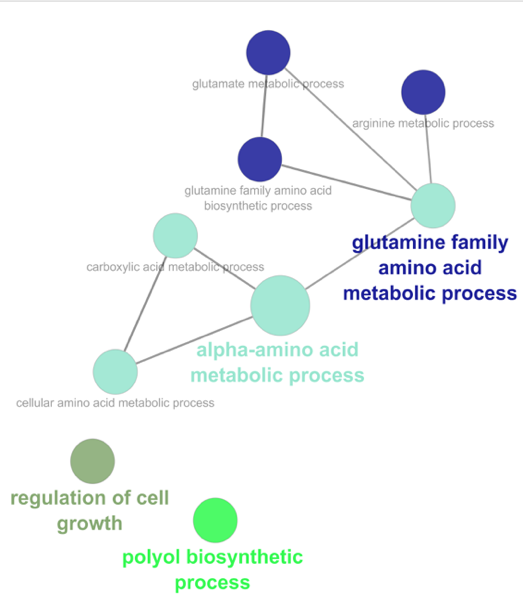 glutamate metabolic process
arginine metabolic process
glutamine family amino acid
biosynthetic process
glutamine family
amino acid
metabolic process
carboxylic acid metabolic process
alpha-amino acid
metabolic process
cellular amino acid metabolic process
regulation of cell
growth
polyol biosynthetic
process